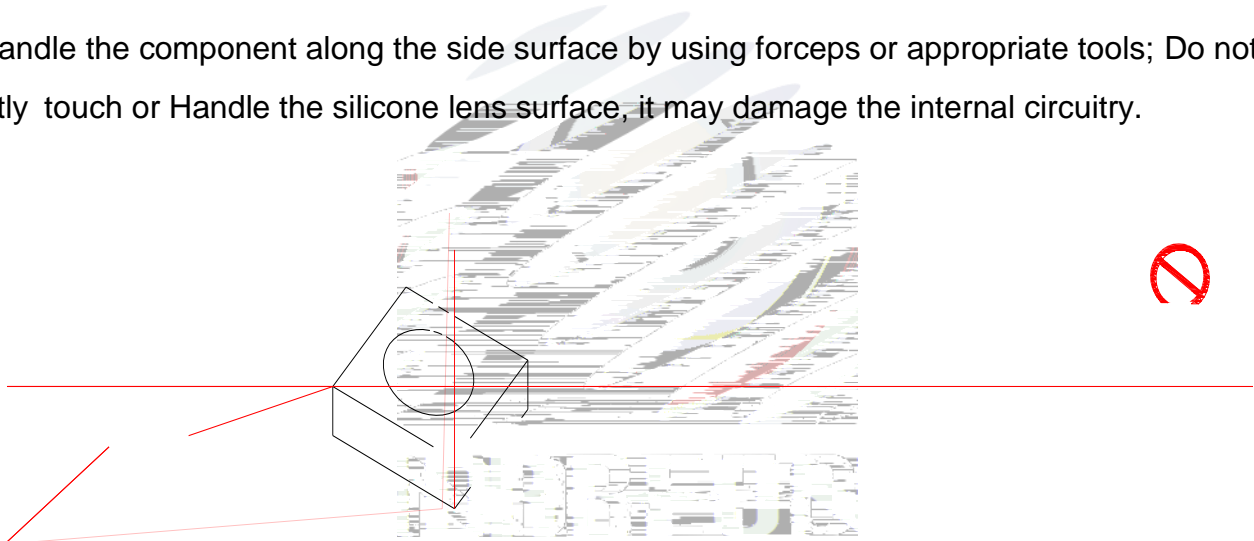 andle the component along the side surface by using forceps or appropriate tools; Do not
tly touch or Handle the silicone lens surface, it may damage the internal circuitry.